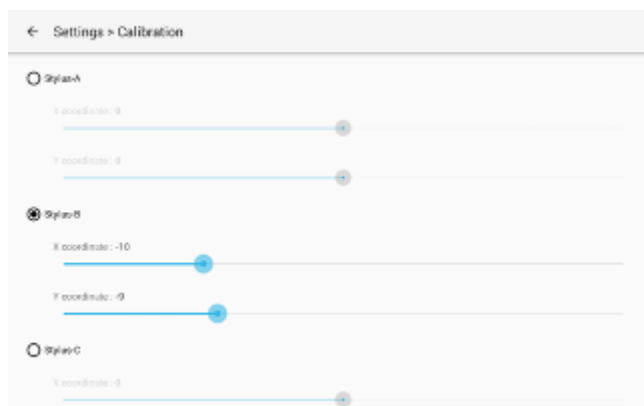 Settings > Calibration
Stylus-A
X coordinate : 0
Y coordinate : 0
Stylus-B
X coordinate : -10
Y coordinate : -9
Stylus-C
X coordinate : 0